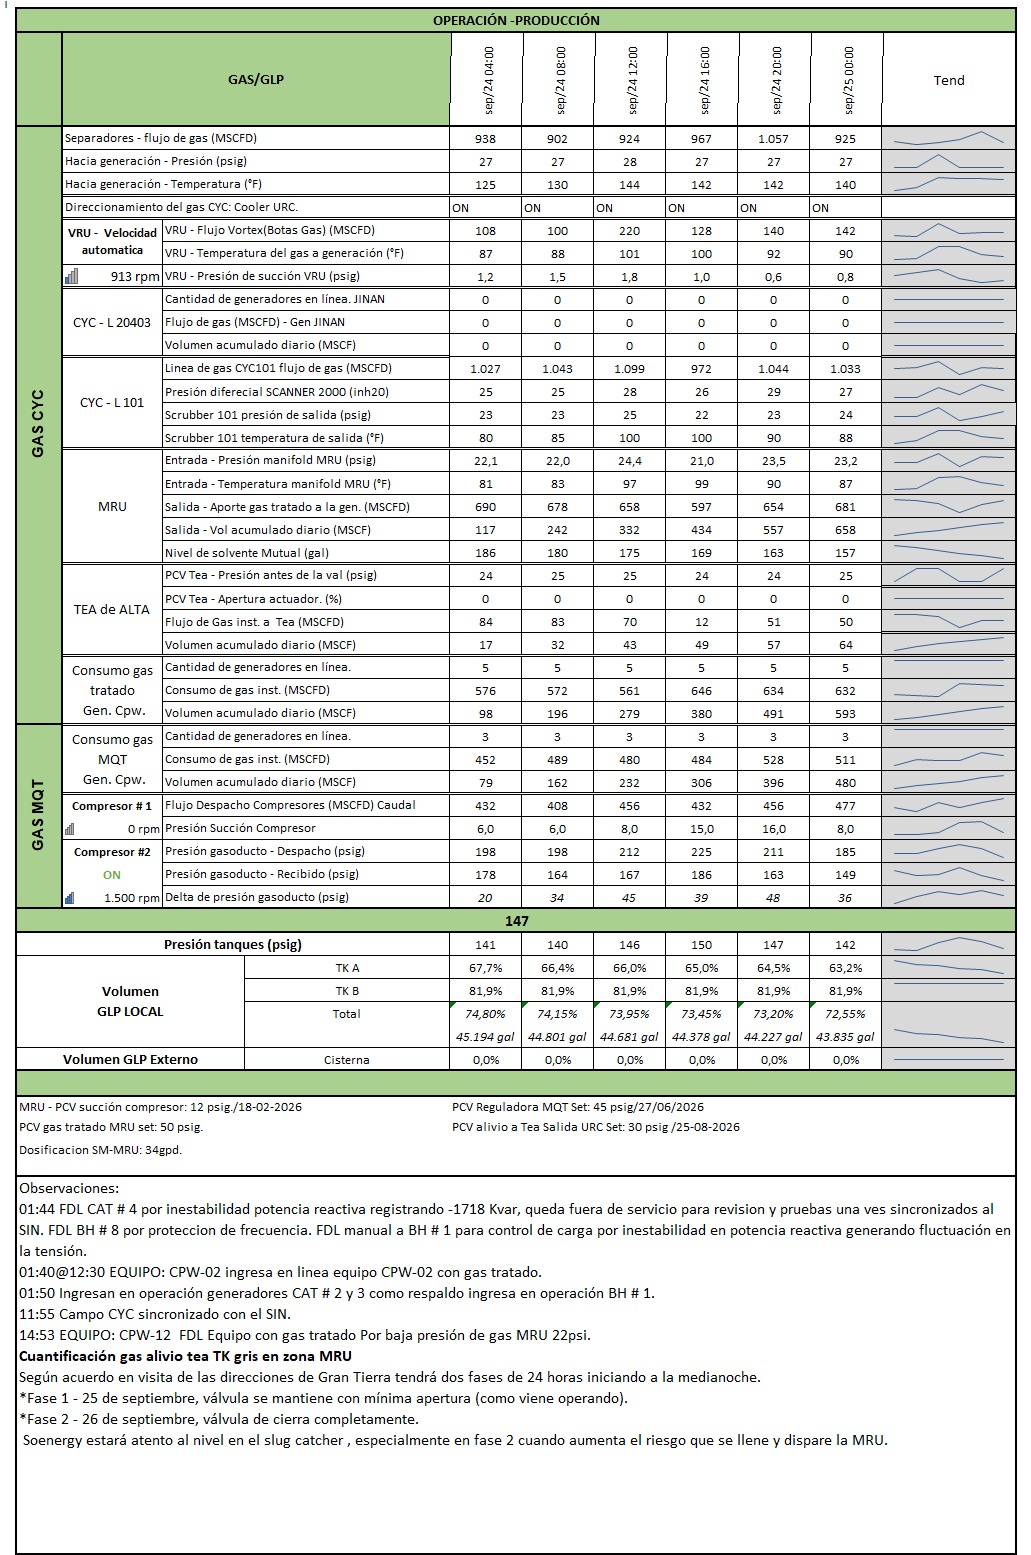 OPERACIÓN -PRODUCCIÓN
GAS/GLP sep/24 04:00 sep/24 08:00 sep/24 12:00 sep/24 16:00 sep/24 20:00 sep/25 00:00 Tend
GAS CYC
Separadores - flujo de gas (MSCFD) 938 902 924 967 1.057 925
Hacia generación - Presión (psig) 27 27 28 27 27 27
Hacia generación - Temperatura (°F) 125 130 144 142 142 140
Direccionamiento del gas CYC: Cooler URC. ON ON ON ON ON ON
VRU - Velocidad automatica
913 rpm
VRU - Flujo Vortex(Botas Gas) (MSCFD) 108 100 220 128 140 142
VRU - Temperatura del gas a generación (°F) 87 88 101 100 92 90
VRU - Presión de succión VRU (psig) 1,2 1,5 1,8 1,0 0,6 0,8
CYC - L 20403
Cantidad de generadores en línea. JINAN 0 0 0 0 0 0
Flujo de gas (MSCFD) - Gen JINAN 0 0 0 0 0 0
Volumen acumulado diario (MSCF) 0 0 0 0 0 0
CYC - L 101
Linea de gas CYC101 flujo de gas (MSCFD) 1.027 1.043 1.099 972 1.044 1.033
Presión diferecial SCANNER 2000 (inh20) 25 25 28 26 29 27
Scrubber 101 presión de salida (psig) 23 23 25 22 23 24
Scrubber 101 temperatura de salida (°F) 80 85 100 100 90 88
MRU
Entrada - Presión manifold MRU (psig) 22,1 22,0 24,4 21,0 23,5 23,2
Entrada - Temperatura manifold MRU (°F) 81 83 97 99 90 87
Salida - Aporte gas tratado a la gen. (MSCFD) 690 678 658 597 654 681
Salida - Vol acumulado diario (MSCF) 117 242 332 434 557 658
Nivel de solvente Mutual (gal) 186 180 175 169 163 157
TEA de ALTA
PCV Tea - Presión antes de la val (psig) 24 25 25 24 24 25
PCV Tea - Apertura actuador. (%) 0 0 0 0 0 0
Flujo de Gas inst. a Tea (MSCFD) 84 83 70 12 51 50
Volumen acumulado diario (MSCF) 17 32 43 49 57 64
Consumo gas tratado Gen. Cpw.
Cantidad de generadores en línea. 5 5 5 5 5 5
Consumo de gas inst. (MSCFD) 576 572 561 646 634 632
Volumen acumulado diario (MSCF) 98 196 279 380 491 593
GAS MQT
Consumo gas MQT Gen. Cpw.
Cantidad de generadores en línea. 3 3 3 3 3 3
Consumo de gas inst. (MSCFD) 452 489 480 484 528 511
Volumen acumulado diario (MSCF) 79 162 232 306 396 480
Compresor # 1
0 rpm
Flujo Despacho Compresores (MSCFD) Caudal 432 408 456 432 456 477
Presión Succión Compresor 6,0 6,0 8,0 15,0 16,0 8,0
Compresor #2
ON
1.500 rpm
Presión gasoducto - Despacho (psig) 198 198 212 225 211 185
Presión gasoducto - Recibido (psig) 178 164 167 186 163 149
Delta de presión gasoducto (psig) 20 34 45 39 48 36
147
Presión tanques (psig) 141 140 146 150 147 142
Volumen GLP LOCAL
TK A 67,7% 66,4% 66,0% 65,0% 64,5% 63,2%
TK B 81,9% 81,9% 81,9% 81,9% 81,9% 81,9%
Total 74,80% 74,15% 73,95% 73,45% 73,20% 72,55%
45.194 gal 44.801 gal 44.681 gal 44.378 gal 44.227 gal 43.835 gal
Volumen GLP Externo Cisterna 0,0% 0,0% 0,0% 0,0% 0,0% 0,0%
MRU - PCV succión compresor: 12 psig./18-02-2026 PCV Reguladora MQT Set: 45 psig/27/06/2026
PCV gas tratado MRU set: 50 psig. PCV alivio a Tea Salida URC Set: 30 psig /25-08-2026
Dosificacion SM-MRU: 34gpd.
Observaciones:
01:44 FDL CAT # 4 por inestabilidad potencia reactiva registrando -1718 Kvar, queda fuera de servicio para revision y pruebas una ves sincronizados al
SIN. FDL BH # 8 por proteccion de frecuencia. FDL manual a BH # 1 para control de carga por inestabilidad en potencia reactiva generando fluctuación en
la tensión.
01:40@12:30 EQUIPO: CPW-02 ingresa en linea equipo CPW-02 con gas tratado.
01:50 Ingresan en operación generadores CAT # 2 y 3 como respaldo ingresa en operación BH # 1.
11:55 Campo CYC sincronizado con el SIN.
14:53 EQUIPO: CPW-12 FDL Equipo con gas tratado Por baja presión de gas MRU 22psi.
Cuantificación gas alivio tea TK gris en zona MRU
Según acuerdo en visita de las direcciones de Gran Tierra tendrá dos fases de 24 horas iniciando a la medianoche.
*Fase 1 - 25 de septiembre, válvula se mantiene con mínima apertura (como viene operando).
*Fase 2 - 26 de septiembre, válvula de cierra completamente.
Soenergy estará atento al nivel en el slug catcher , especialmente en fase 2 cuando aumenta el riesgo que se llene y dispare la MRU.